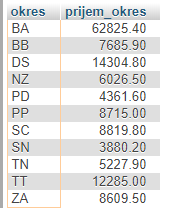 okres prijem_okres
BA 62825.40
BB 7685.90
DS 14304.80
NZ 6026.50
PD 4361.60
PP 8715.00
SC 8819.80
SN 3880.20
TN 5227.90
TT 12285.00
ZA 8609.50